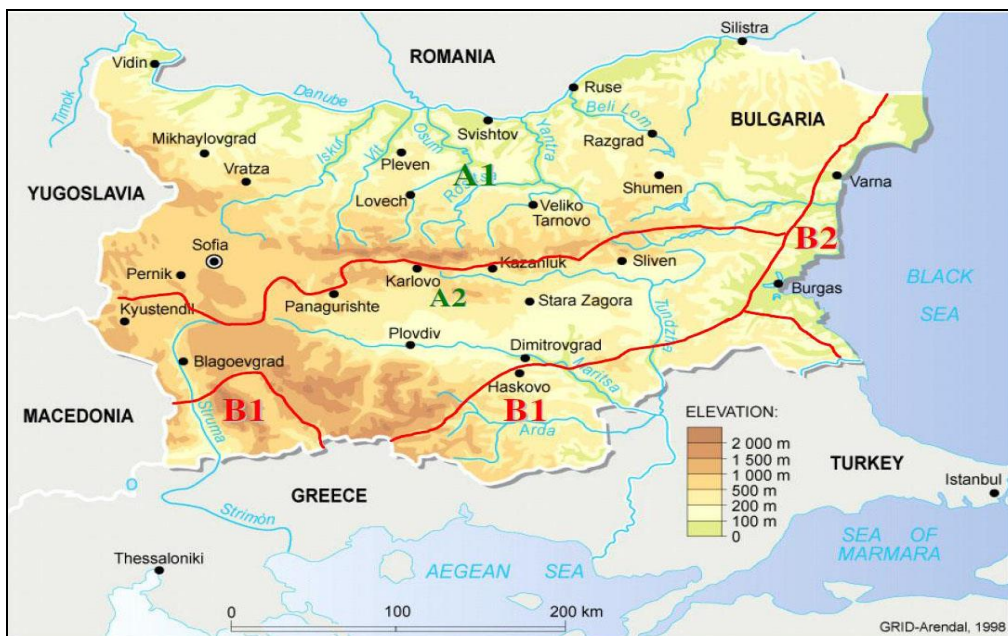 Silistra
ROMANIA
Vidin
Timok
Danube
Ruse
Beli Lom
BULGARIA
Svishtov
Yantra
Razgrad
Mikhaylovgrad
Iskur
Vit
Osum
Pleven
Vratza
A1
YUGOSLAVIA
Lovech
Shumen
Varna
Veliko
Tarnovo
Sofia
B2
Pernik
Karlovo
Kazanluk
Sliven
BLACK
SEA
Panagurishte
A2
Stara Zagora
Burgas
Kyustendil
Tundzha
Plovdiv
Dimitrovgrad
Blagoevgrad
Maritsa
Haskovo
MACEDONIA
B1
B1
Struma
Arda
ELEVATION:
2 000 m
1 500 m
1 000 m
500 m
200 m
100 m
0
TURKEY
GREECE
Istanbul
Strimòn
SEA OF
MARMARA
Thessaloniki
AEGEAN SEA
0 100 200 km
GRID-Arendal, 1998